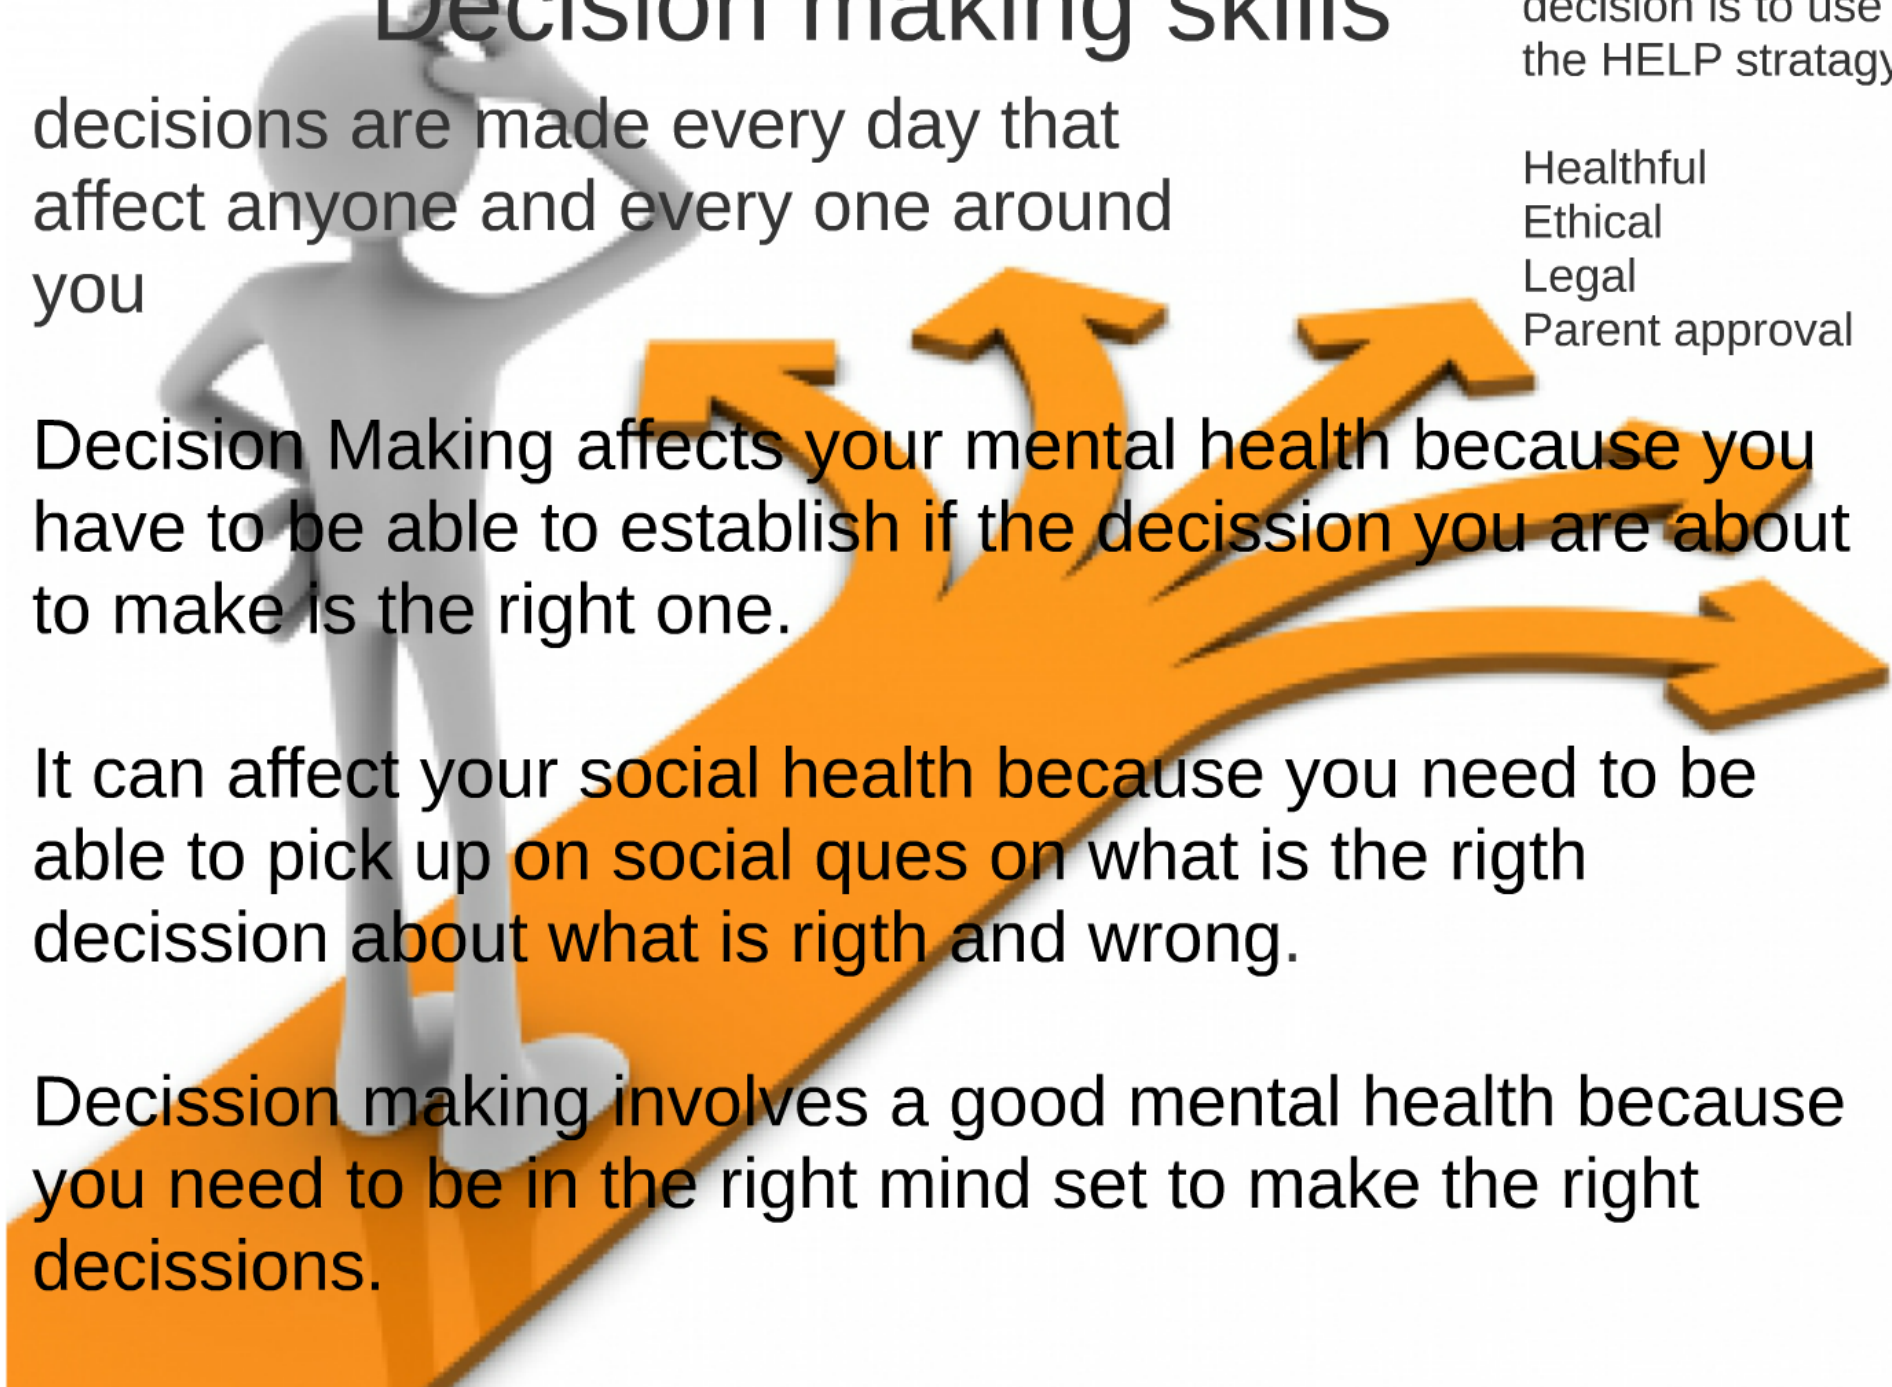 Decision making skills
decisions are made every day that
affect anyone and every one around
you
decision is to use
the HELP stratagy
Healthful
Ethical
Legal
Parent approval
Decision Making affects your mental health because you
have to be able to establish if the decission you are about
to make is the right one.
It can affect your social health because you need to be
able to pick up on social ques on what is the rigth
decission about what is rigth and wrong.
Decission making involves a good mental health because
you need to be in the right mind set to make the right
decissions.